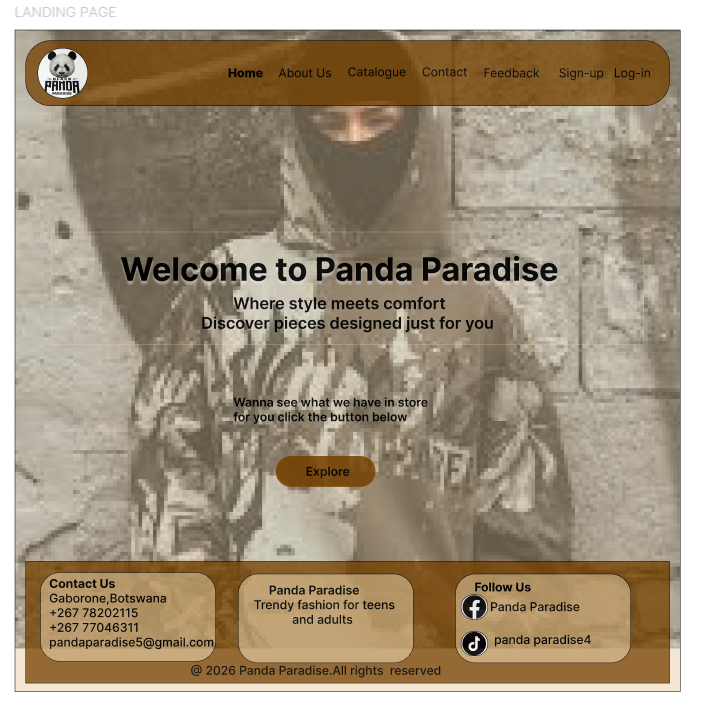 LANDING PAGE
PANDA
PARADISE
Home About Us Catalogue Contact Feedback Sign-up Log-in
Welcome to Panda Paradise
Where style meets comfort
Discover pieces designed just for you
Wanna see what we have in store
for you click the button below
Explore
Contact Us
Gaborone,Botswana
+267 78202115
+267 77046311
pandaparadise5@gmail.com
Panda Paradise
Trendy fashion for teens
and adults
Follow Us
Panda Paradise
panda paradise4
@ 2026 Panda Paradise.All rights reserved